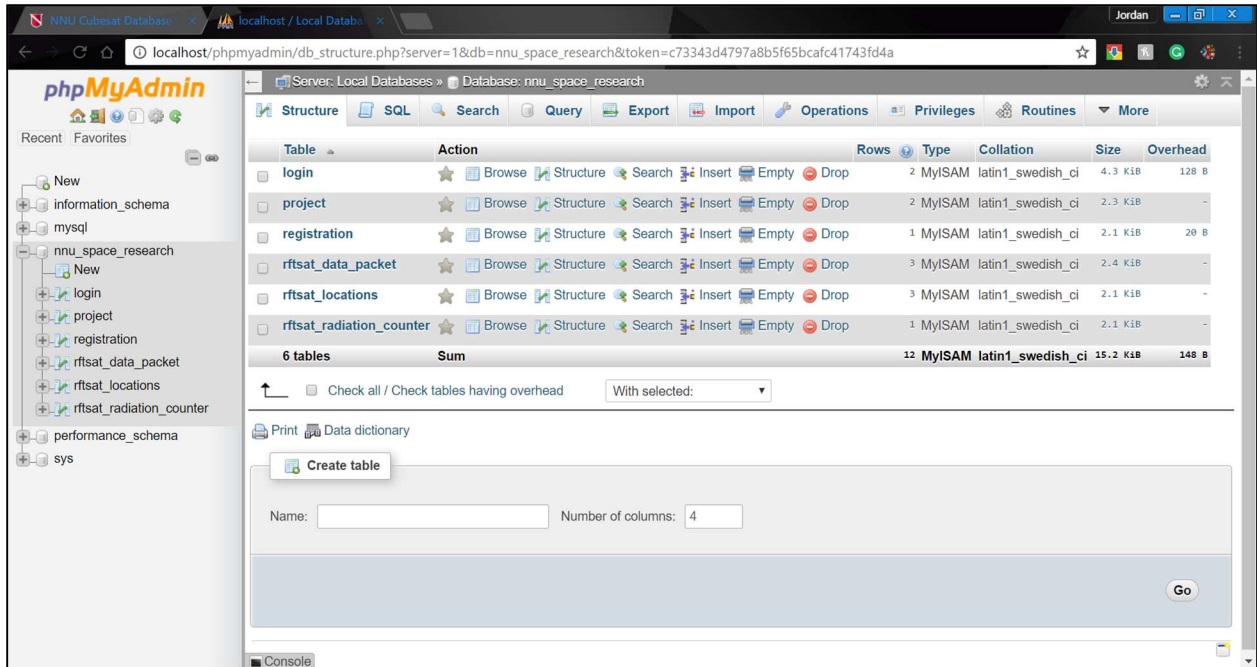 NNU Cubesat Database
localhost / Local Databa
Jordan
localhost/phpmyadmin/db_structure.php?server=1&db=nnu_space_research&token=c73343d4797a8b5f65bcafc41743fd4a
phpMyAdmin
Recent Favorites
New
information_schema
mysql
nnu_space_research
New
login
project
registration
rftsat_data_packet
rftsat_locations
rftsat_radiation_counter
performance_schema
sys
Server: Local Databases » Database: nnu_space_research
Structure SQL Search Query Export Import Operations Privileges Routines More
Table Action Rows Type Collation Size Overhead
login Browse Structure Search Insert Empty Drop 2 MyISAM latin1_swedish_ci 4.3 KiB 128 B
project Browse Structure Search Insert Empty Drop 2 MyISAM latin1_swedish_ci 2.3 KiB -
registration Browse Structure Search Insert Empty Drop 1 MyISAM latin1_swedish_ci 2.1 KiB 20 B
rftsat_data_packet Browse Structure Search Insert Empty Drop 3 MyISAM latin1_swedish_ci 2.4 KiB -
rftsat_locations Browse Structure Search Insert Empty Drop 3 MyISAM latin1_swedish_ci 2.1 KiB -
rftsat_radiation_counter Browse Structure Search Insert Empty Drop 1 MyISAM latin1_swedish_ci 2.1 KiB -
6 tables Sum 12 MyISAM latin1_swedish_ci 15.2 KiB 148 B
Check all / Check tables having overhead With selected:
Print Data dictionary
Create table
Name: Number of columns: 4
Go
Console